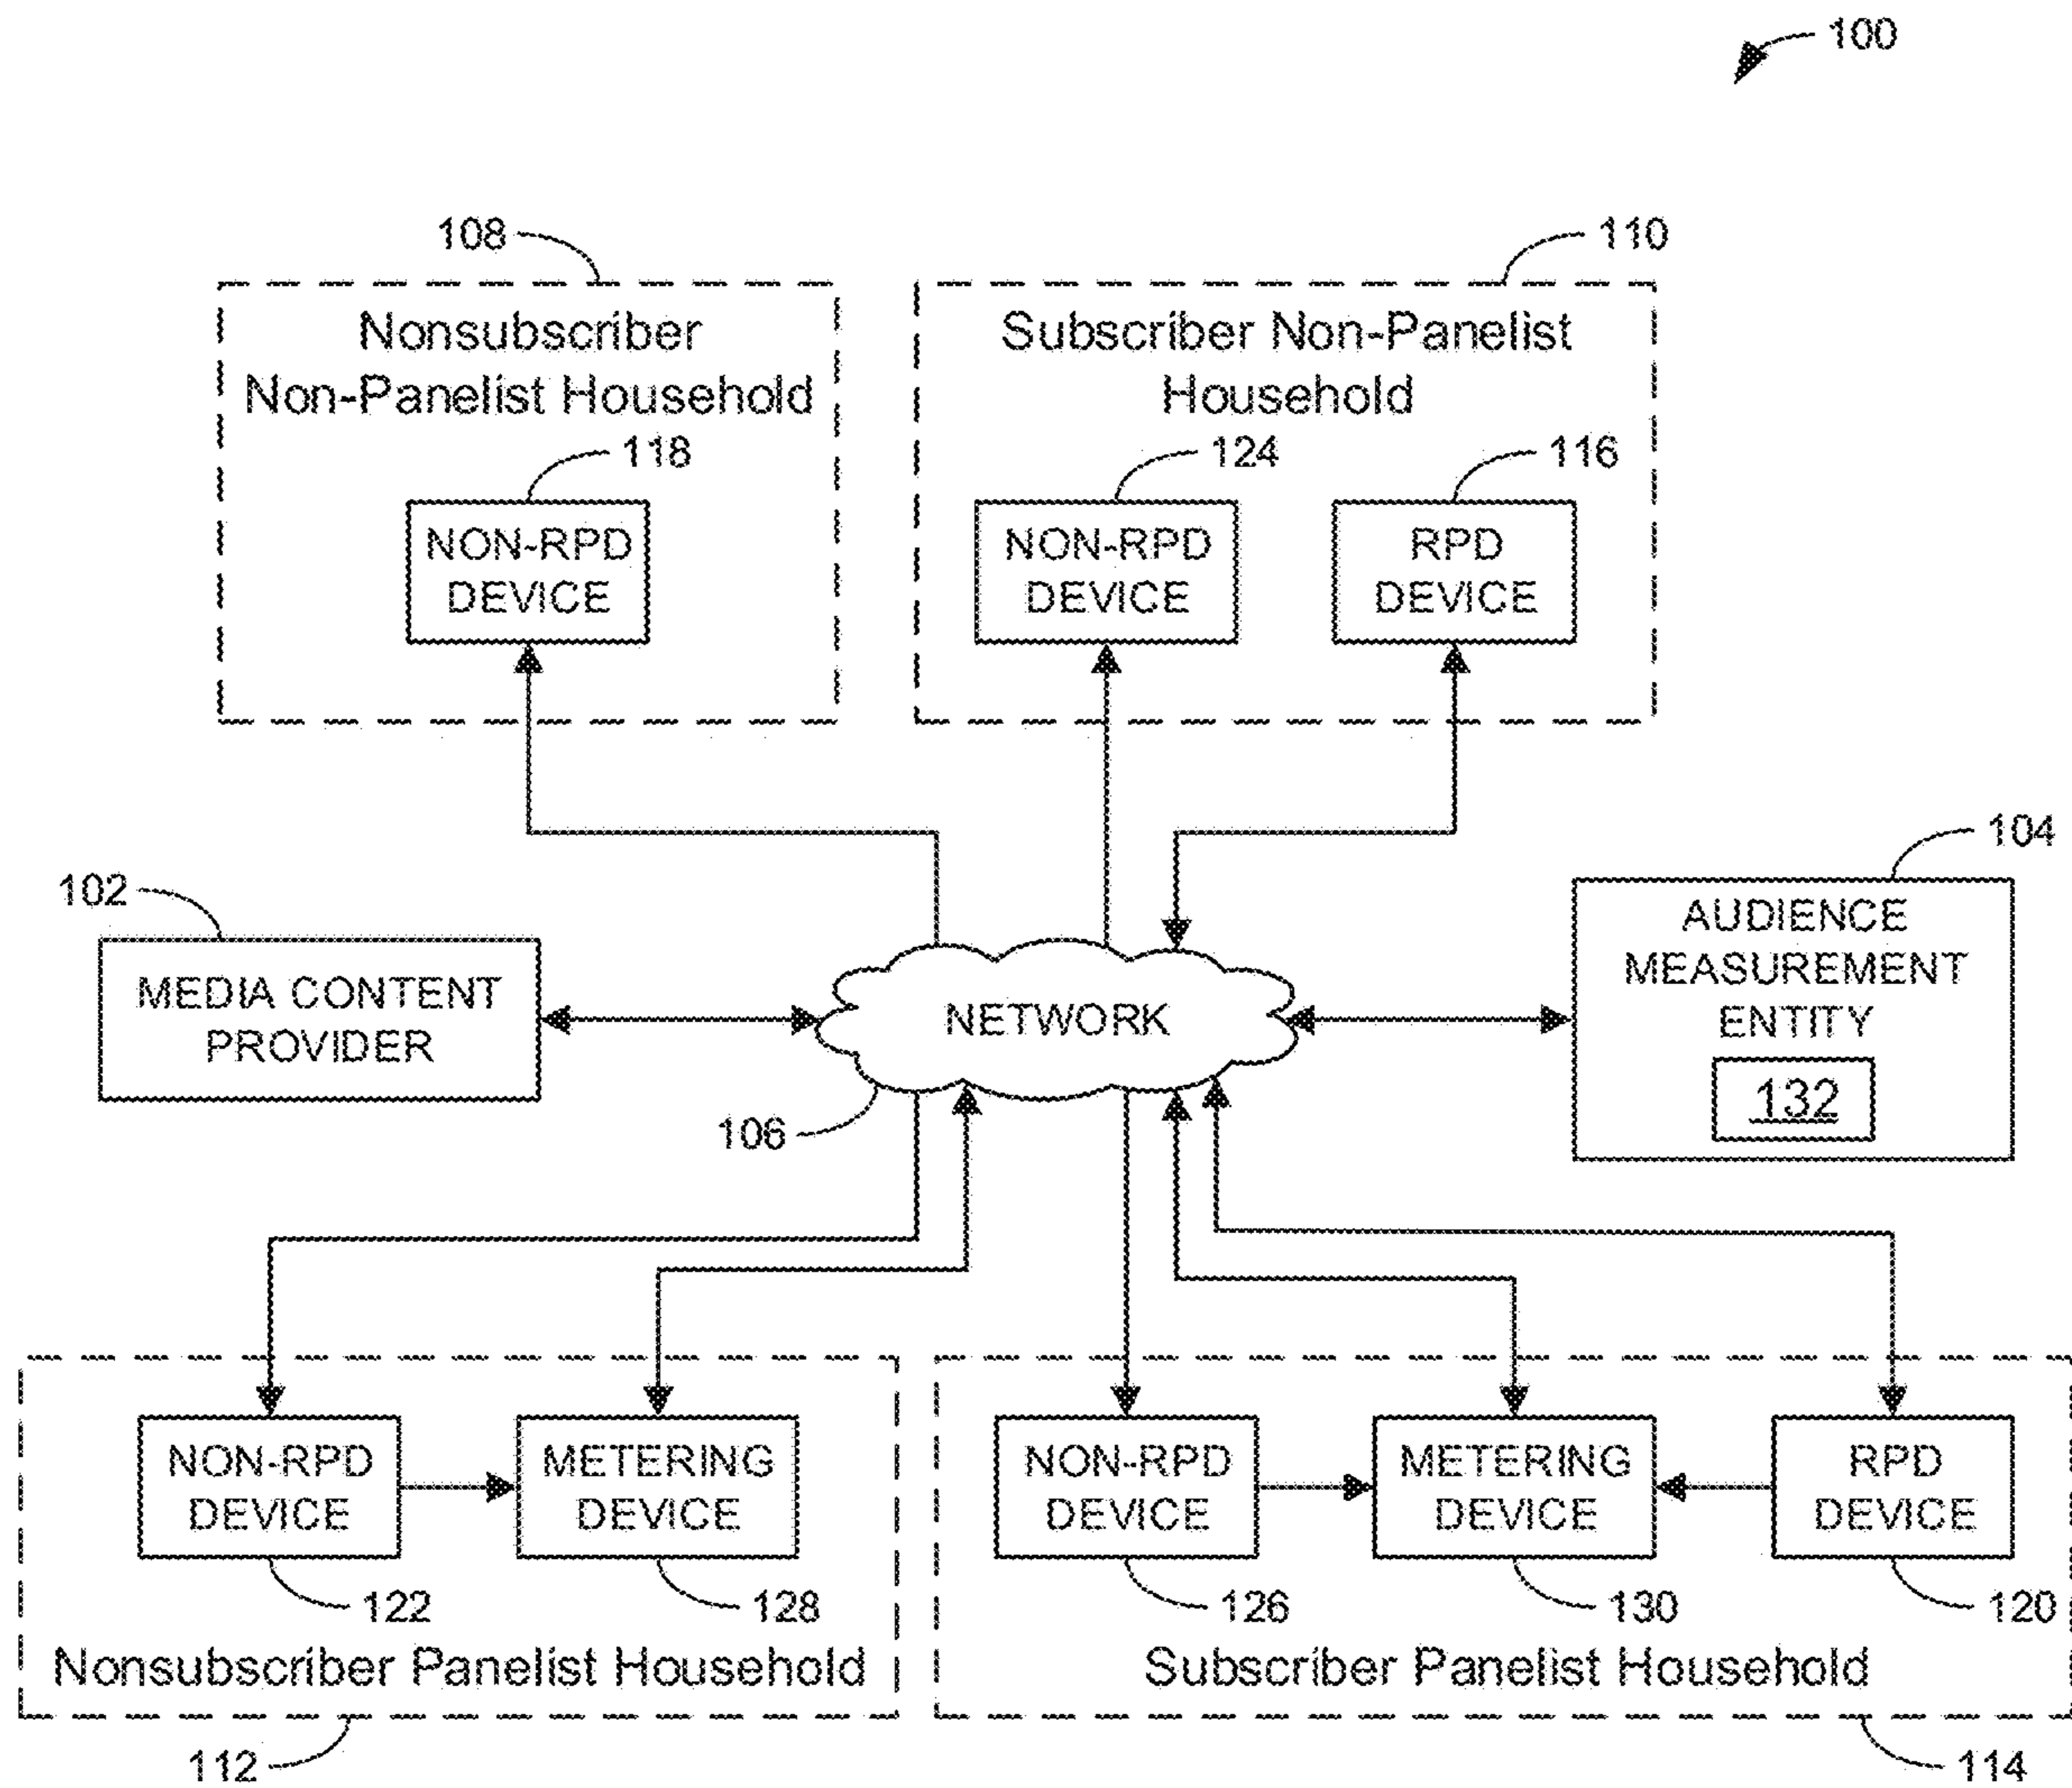 100
108
110
Nonsubscriber
Non-Panelist Household
Subscriber Non-Panelist
Household
118
124
116
NON-RPD
DEVICE
NON-RPD
DEVICE
RPD
DEVICE
102
104
MEDIA CONTENT
PROVIDER
NETWORK
AUDIENCE
MEASUREMENT
ENTITY
132
106
NON-RPD
DEVICE
METERING
DEVICE
NON-RPD
DEVICE
METERING
DEVICE
RPD
DEVICE
122
128
126
130
120
Nonsubscriber Panelist Household
Subscriber Panelist Household
112
114